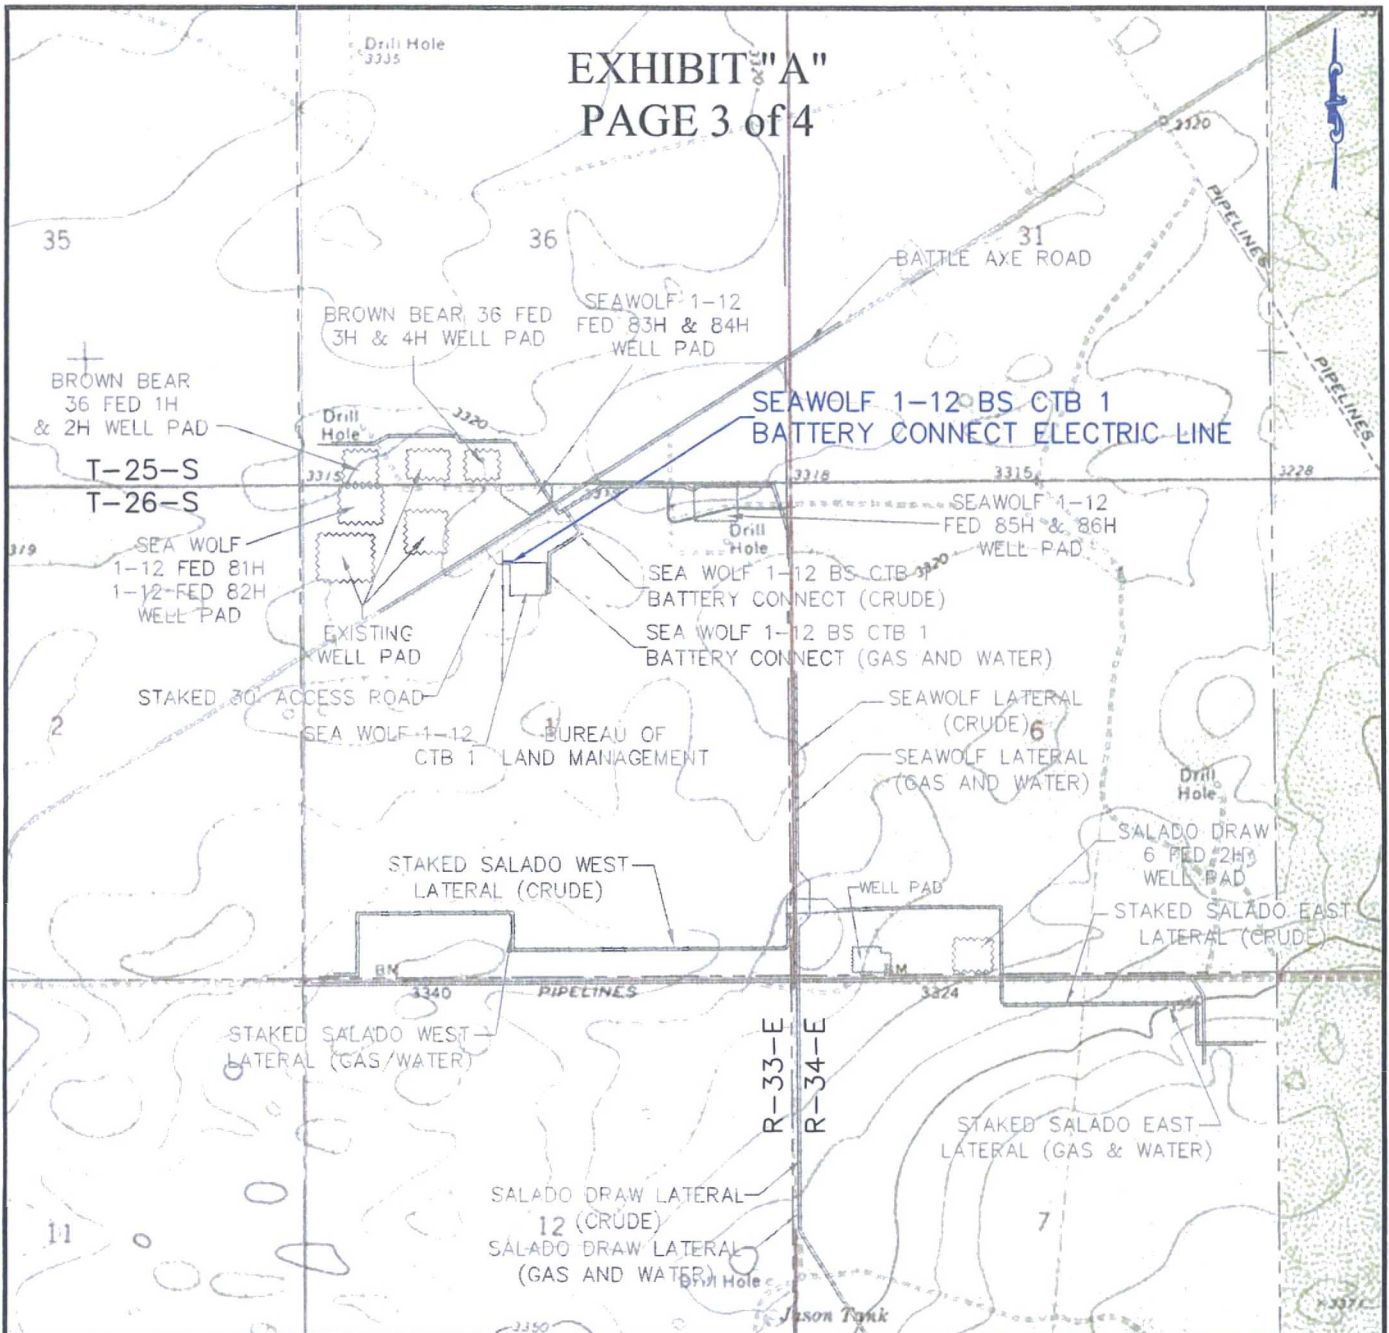 EXHIBIT "A"
PAGE 3 of 4
Drill Hole
3335
3320
3320
PIPELINES
35
36
31
BATTLE AXE ROAD
BROWN BEAR 36 FED
3H & 4H WELL PAD
SEAWOLF 1-12
FED 83H & 84H
WELL PAD
PIPELINES
BROWN BEAR
36 FED 1H
& 2H WELL PAD
Drill
Hole
3320
SEAWOLF 1-12 BS CTB 1
BATTERY CONNECT ELECTRIC LINE
T-25-S
T-26-S
3315
3318
3315
3228
SEAWOLF 1-12
FED 85H & 86H
WELL PAD
Drill
Hole
319
SEA WOLF
1-12 FED 81H
1-12 FED 82H
WELL PAD
3320
SEA WOLF 1-12 BS CTB 1
BATTERY CONNECT (CRUDE)
EXISTING
WELL PAD
SEA WOLF 1-12 BS CTB 1
BATTERY CONNECT (GAS AND WATER)
STAKED 30' ACCESS ROAD
SEAWOLF LATERAL
(CRUDE)
2
1
6
SEA WOLF 1-12
CTB 1
BUREAU OF
LAND MANAGEMENT
SEAWOLF LATERAL
(GAS AND WATER)
Drill
Hole
SALADO DRAW
6 FED 2H
WELL PAD
STAKED SALADO WEST
LATERAL (CRUDE)
WELL PAD
STAKED SALADO EAST
LATERAL (CRUDE)
BM
3340
PIPELINES
BM
3324
STAKED SALADO WEST
LATERAL (GAS/WATER)
R-33-E
R-34-E
STAKED SALADO EAST
LATERAL (GAS & WATER)
SALADO DRAW LATERAL
(CRUDE)
11
12
7
SALADO DRAW LATERAL
(GAS AND WATER)
Drill Hole
Jason Tank
3350